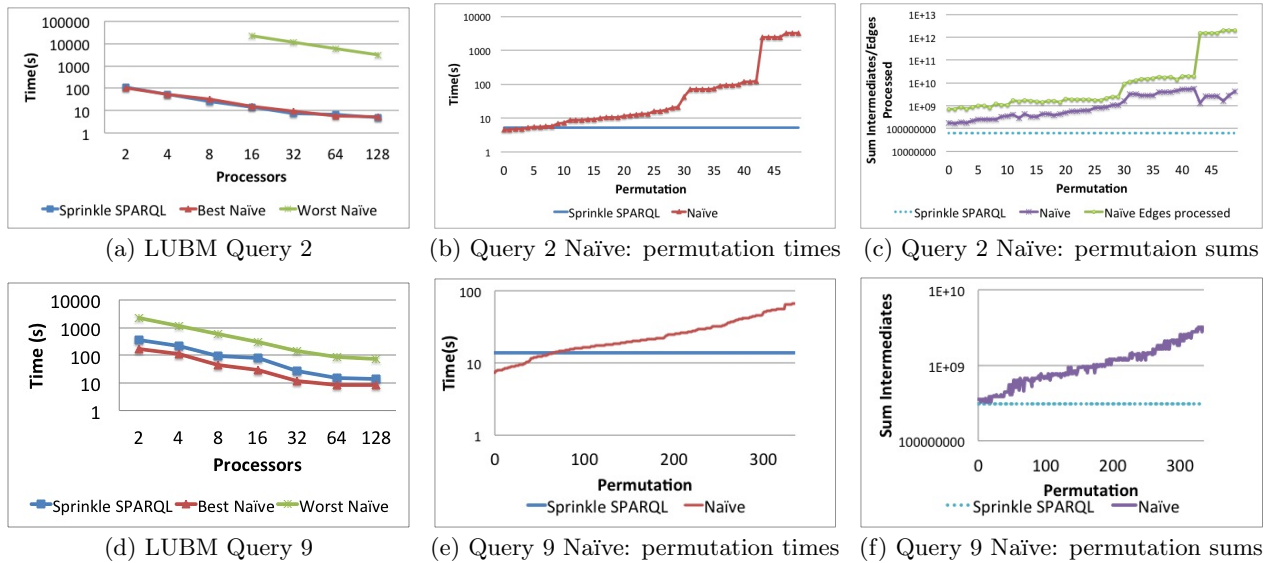 100000
10000
1000
100
10
1
Time(s)
2 4 8 16 32 64 128
Processors
Sprinkle SPARQL Best Naïve Worst Naïve
(a) LUBM Query 2
10000
1000
100
10
1
Time(s)
0 5 10 15 20 25 30 35 40 45
Permutation
Sprinkle SPARQL Naïve
(b) Query 2 Naïve: permutation times
1E+13
1E+12
1E+11
1E+10
1E+09
100000000
10000000
Sum Intermediates/Edges
Processed
0 5 10 15 20 25 30 35 40 45
Permutation
Sprinkle SPARQL Naïve Naïve Edges processed
(c) Query 2 Naïve: permutaion sums
10000
1000
100
10
1
Time (s)
2 4 8 16 32 64 128
Processors
Sprinkle SPARQL Best Naïve Worst Naïve
(d) LUBM Query 9
100
10
1
Time(s)
0 100 200 300
Permutation
Sprinkle SPARQL Naïve
(e) Query 9 Naïve: permutation times
1E+10
1E+09
100000000
Sum Intermediates
0 100 200 300
Permutation
Sprinkle SPARQL Naïve
(f) Query 9 Naïve: permutation sums